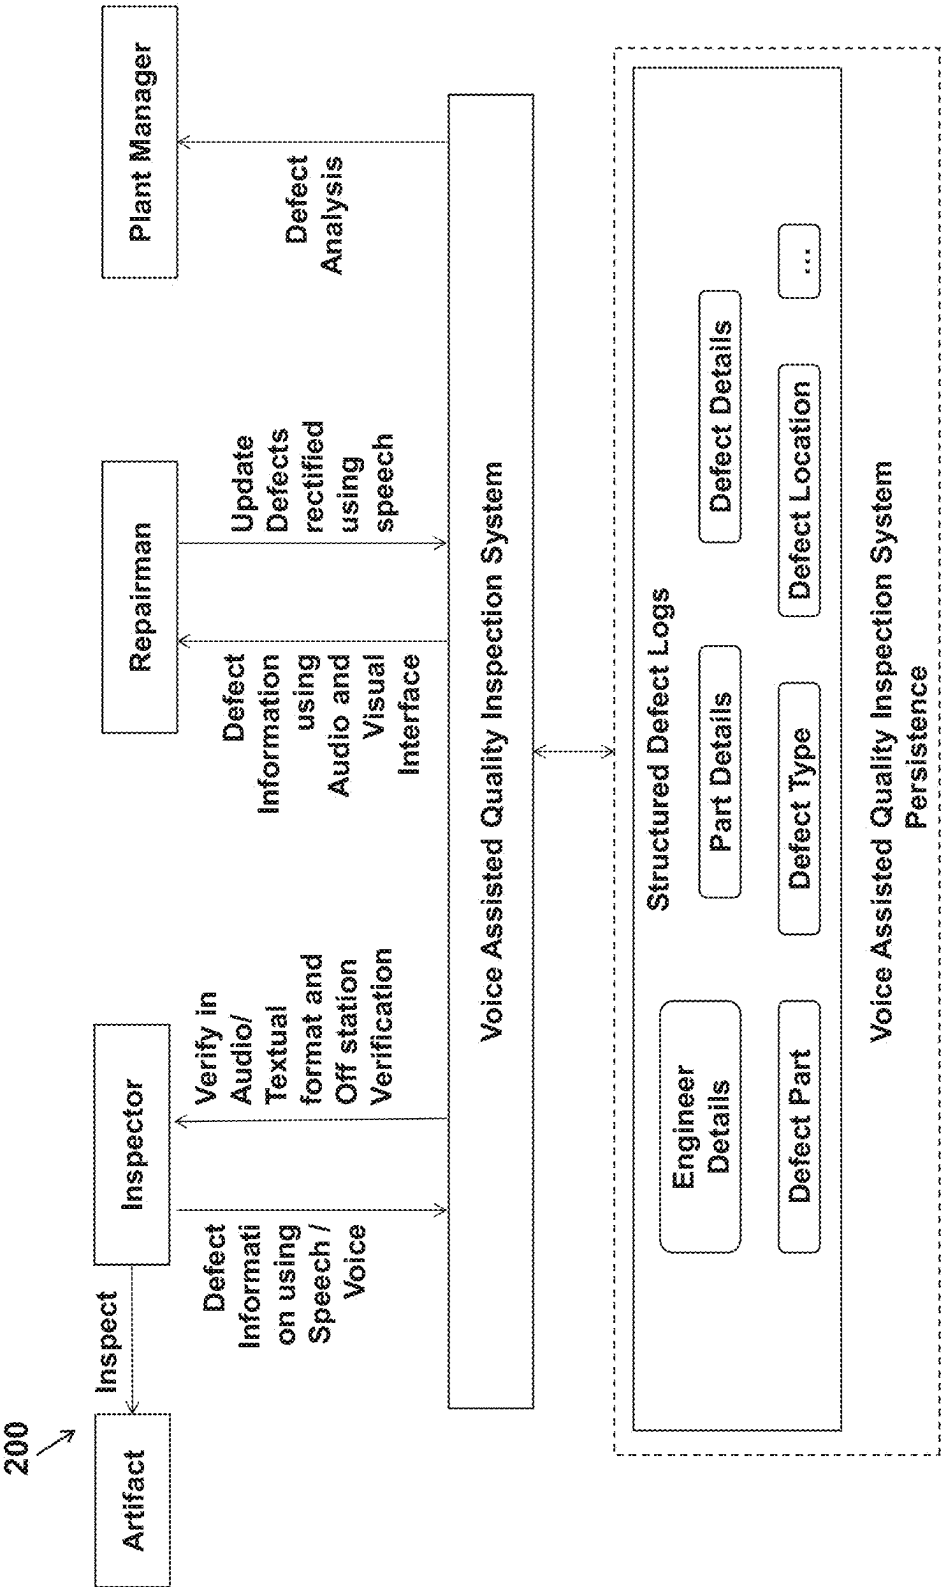 200
Artifact
Inspect
Inspector
Repairman
Plant Manager
Defect
Informati
on using
Speech /
Voice
Verify in
Audio/
Textual
format and
Off station
Verification
Defect
Information
using
Audio and
Visual
Interface
Update
Defects
rectified
using
speech
Defect
Analysis
Voice Assisted Quality Inspection System
Structured Defect Logs
Engineer
Details
Part Details
Defect Details
Defect Part
Defect Type
Defect Location
...
Voice Assisted Quality Inspection System
Persistence